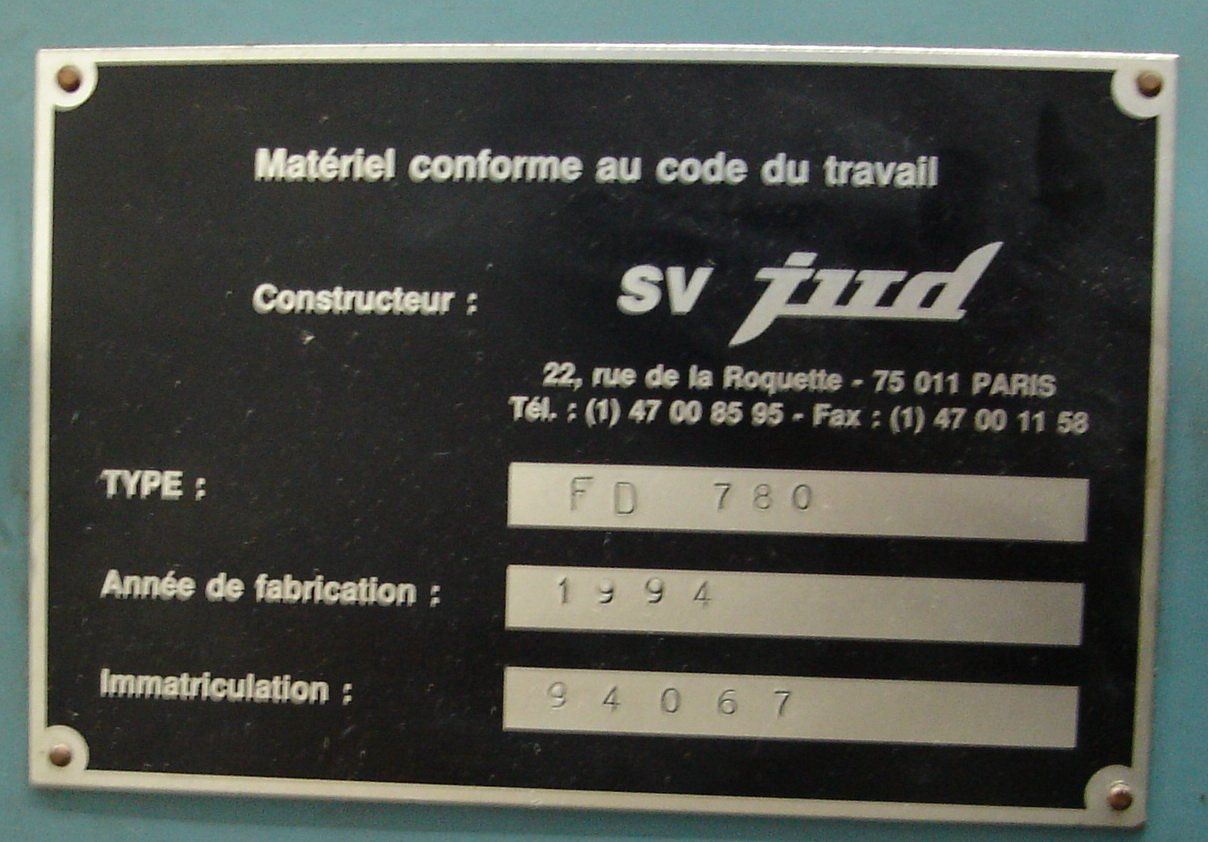 Matériel conforme au code du travail
Constructeur : SV jud
22, rue de la Roquette - 75 011 PARIS
Tél. : (1) 47 00 85 95 - Fax : (1) 47 00 11 58
TYPE : FD 780
Année de fabrication : 1994
Immatriculation : 94067